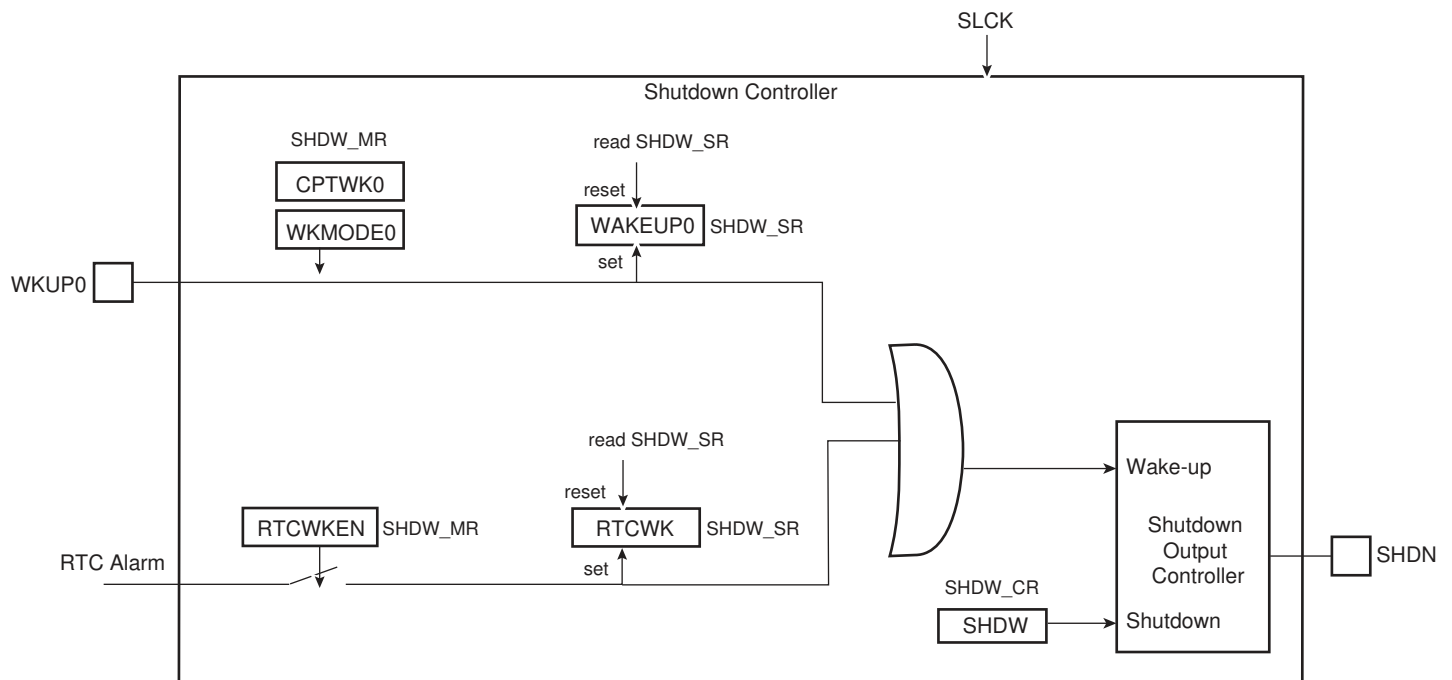 SLCK
Shutdown Controller
SHDW_MR
read SHDW_SR
CPTWK0
reset
WKMODE0
WAKEUP0
SHDW_SR
set
WKUP0
read SHDW_SR
Wake-up
reset
RTCWKEN
SHDW_MR
RTCWK
SHDW_SR
Shutdown
Output
Controller
SHDN
RTC Alarm
set
SHDW_CR
SHDW
Shutdown